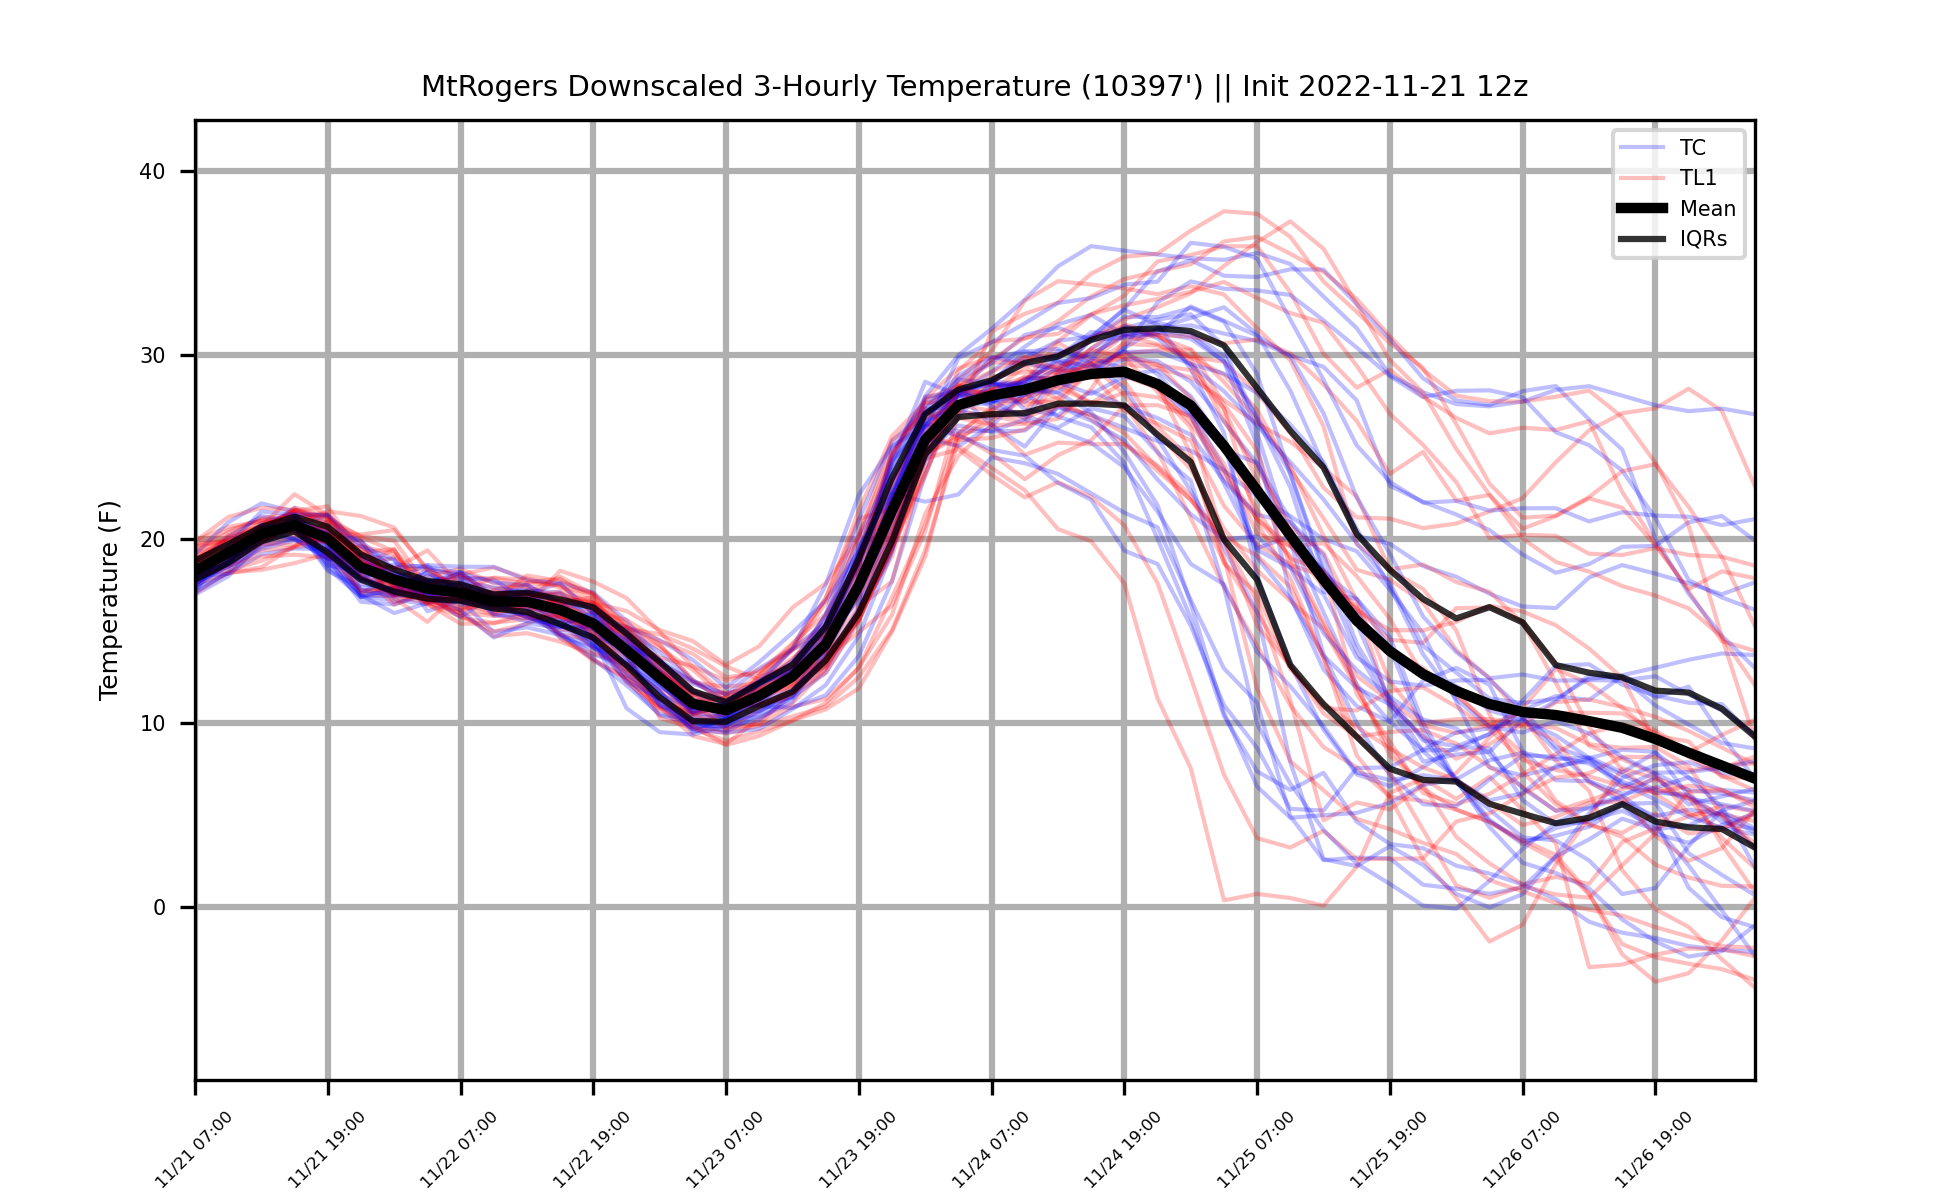 MtRogers Downscaled 3-Hourly Temperature (10397') || Init 2022-11-21 12z
TC
TL1
Mean
IQRs
Temperature (F)
40
30
20
10
0
11/21 07:00
11/21 19:00
11/22 07:00
11/22 19:00
11/23 07:00
11/23 19:00
11/24 07:00
11/24 19:00
11/25 07:00
11/25 19:00
11/26 07:00
11/26 19:00